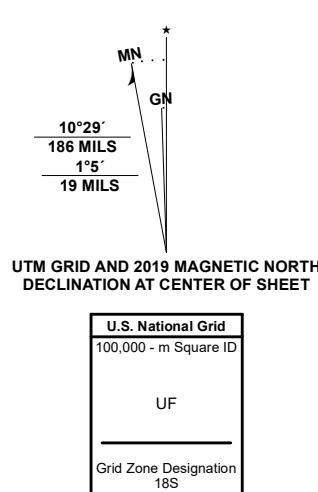 ★
MN
GN
10°29´
186 MILS
1°5´
19 MILS
UTM GRID AND 2019 MAGNETIC NORTH
DECLINATION AT CENTER OF SHEET
U.S. National Grid
100,000 - m Square ID
UF
Grid Zone Designation
18S